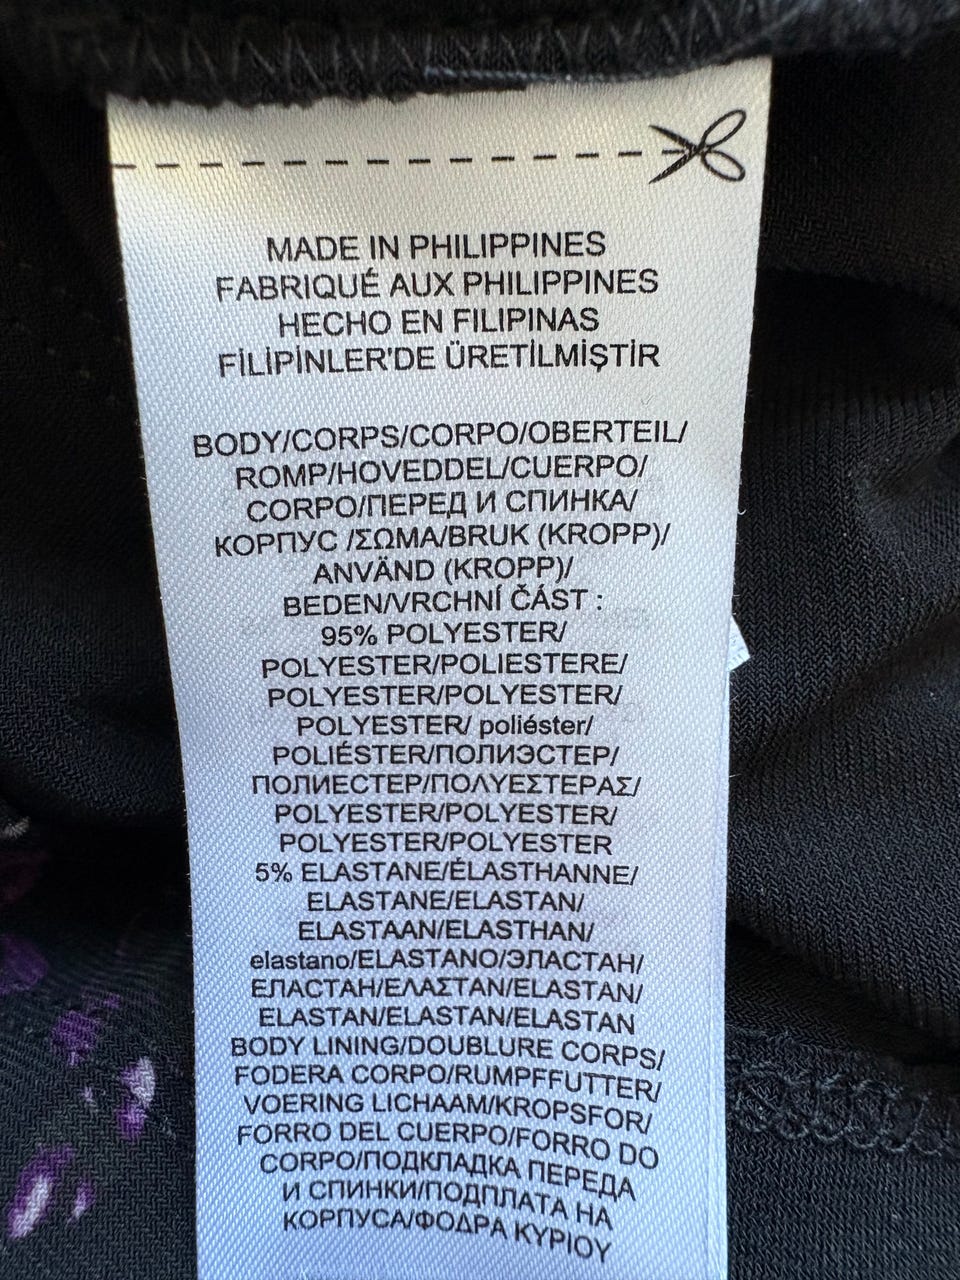 MADE IN PHILIPPINES
FABRIQUÉ AUX PHILIPPINES
HECHO EN FILIPINAS
FİLİPİNLER'DE ÜRETİLMİŞTİR
BODY/CORPS/CORPO/OBERTEIL/
ROMP/HOVEDDEL/CUERPO/
CORPO/ПЕРЕД И СПИНКА/
КОРПУС /ΣΩΜΑ/BRUK (KROPP)/
ANVÄND (KROPP)/
BEDEN/VRCHNÍ ČÁST :
95% POLYESTER/
POLYESTER/POLIESTERE/
POLYESTER/POLYESTER/
POLYESTER/ poliéster/
POLIÉSTER/ПОЛИЭСТЕР/
ПОЛИЕСТЕР/ΠΟΛΥΕΣΤΕΡΑΣ/
POLYESTER/POLYESTER/
POLYESTER/POLYESTER
5% ELASTANE/ÉLASTHANNE/
ELASTANE/ELASTAN/
ELASTAAN/ELASTHAN/
elastano/ELASTANO/ЭЛАСТАН/
ЕЛАСТАН/ΕΛΑΣΤΑΝ/ELASTAN/
ELASTAN/ELASTAN/ELASTAN
BODY LINING/DOUBLURE CORPS/
FODERA CORPO/RUMPFFUTTER/
VOERING LICHAAM/KROPSFOR/
FORRO DEL CUERPO/FORRO DO
CORPO/ПОДКЛАДКА ПЕРЕДА
И СПИНКИ/ПОДПЛАТА НА
КОРПУСА/ΦΟΔΡΑ ΚΥΡΙΟΥ